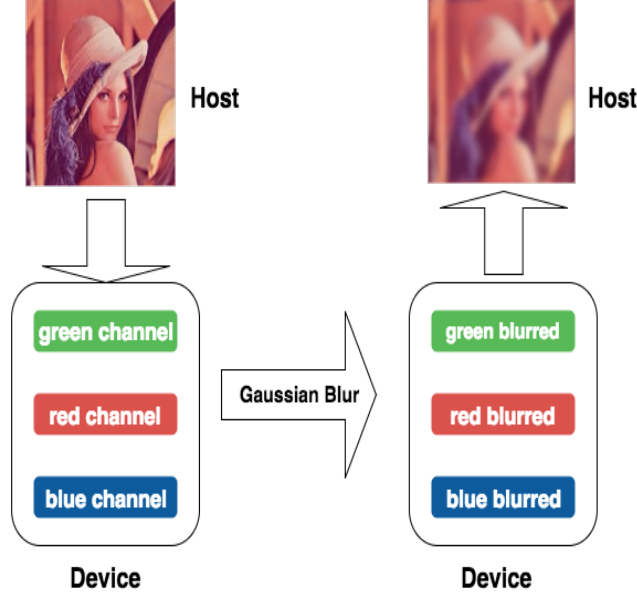 Host
Host
green channel
red channel
blue channel
Gaussian Blur
green blurred
red blurred
blue blurred
Device
Device